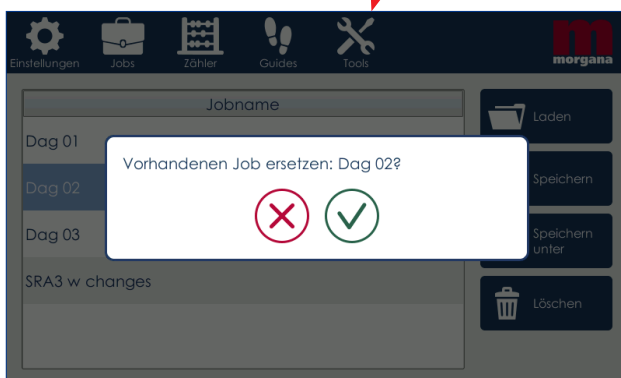 Einstellungen
Jobs
Zähler
Guides
Tools
morgana
Jobname
Dag 01
Dag 02
Dag 03
SRA3 w changes
Vorhandenen Job ersetzen: Dag 02?
Laden
Speichern
Speichern
unter
Löschen